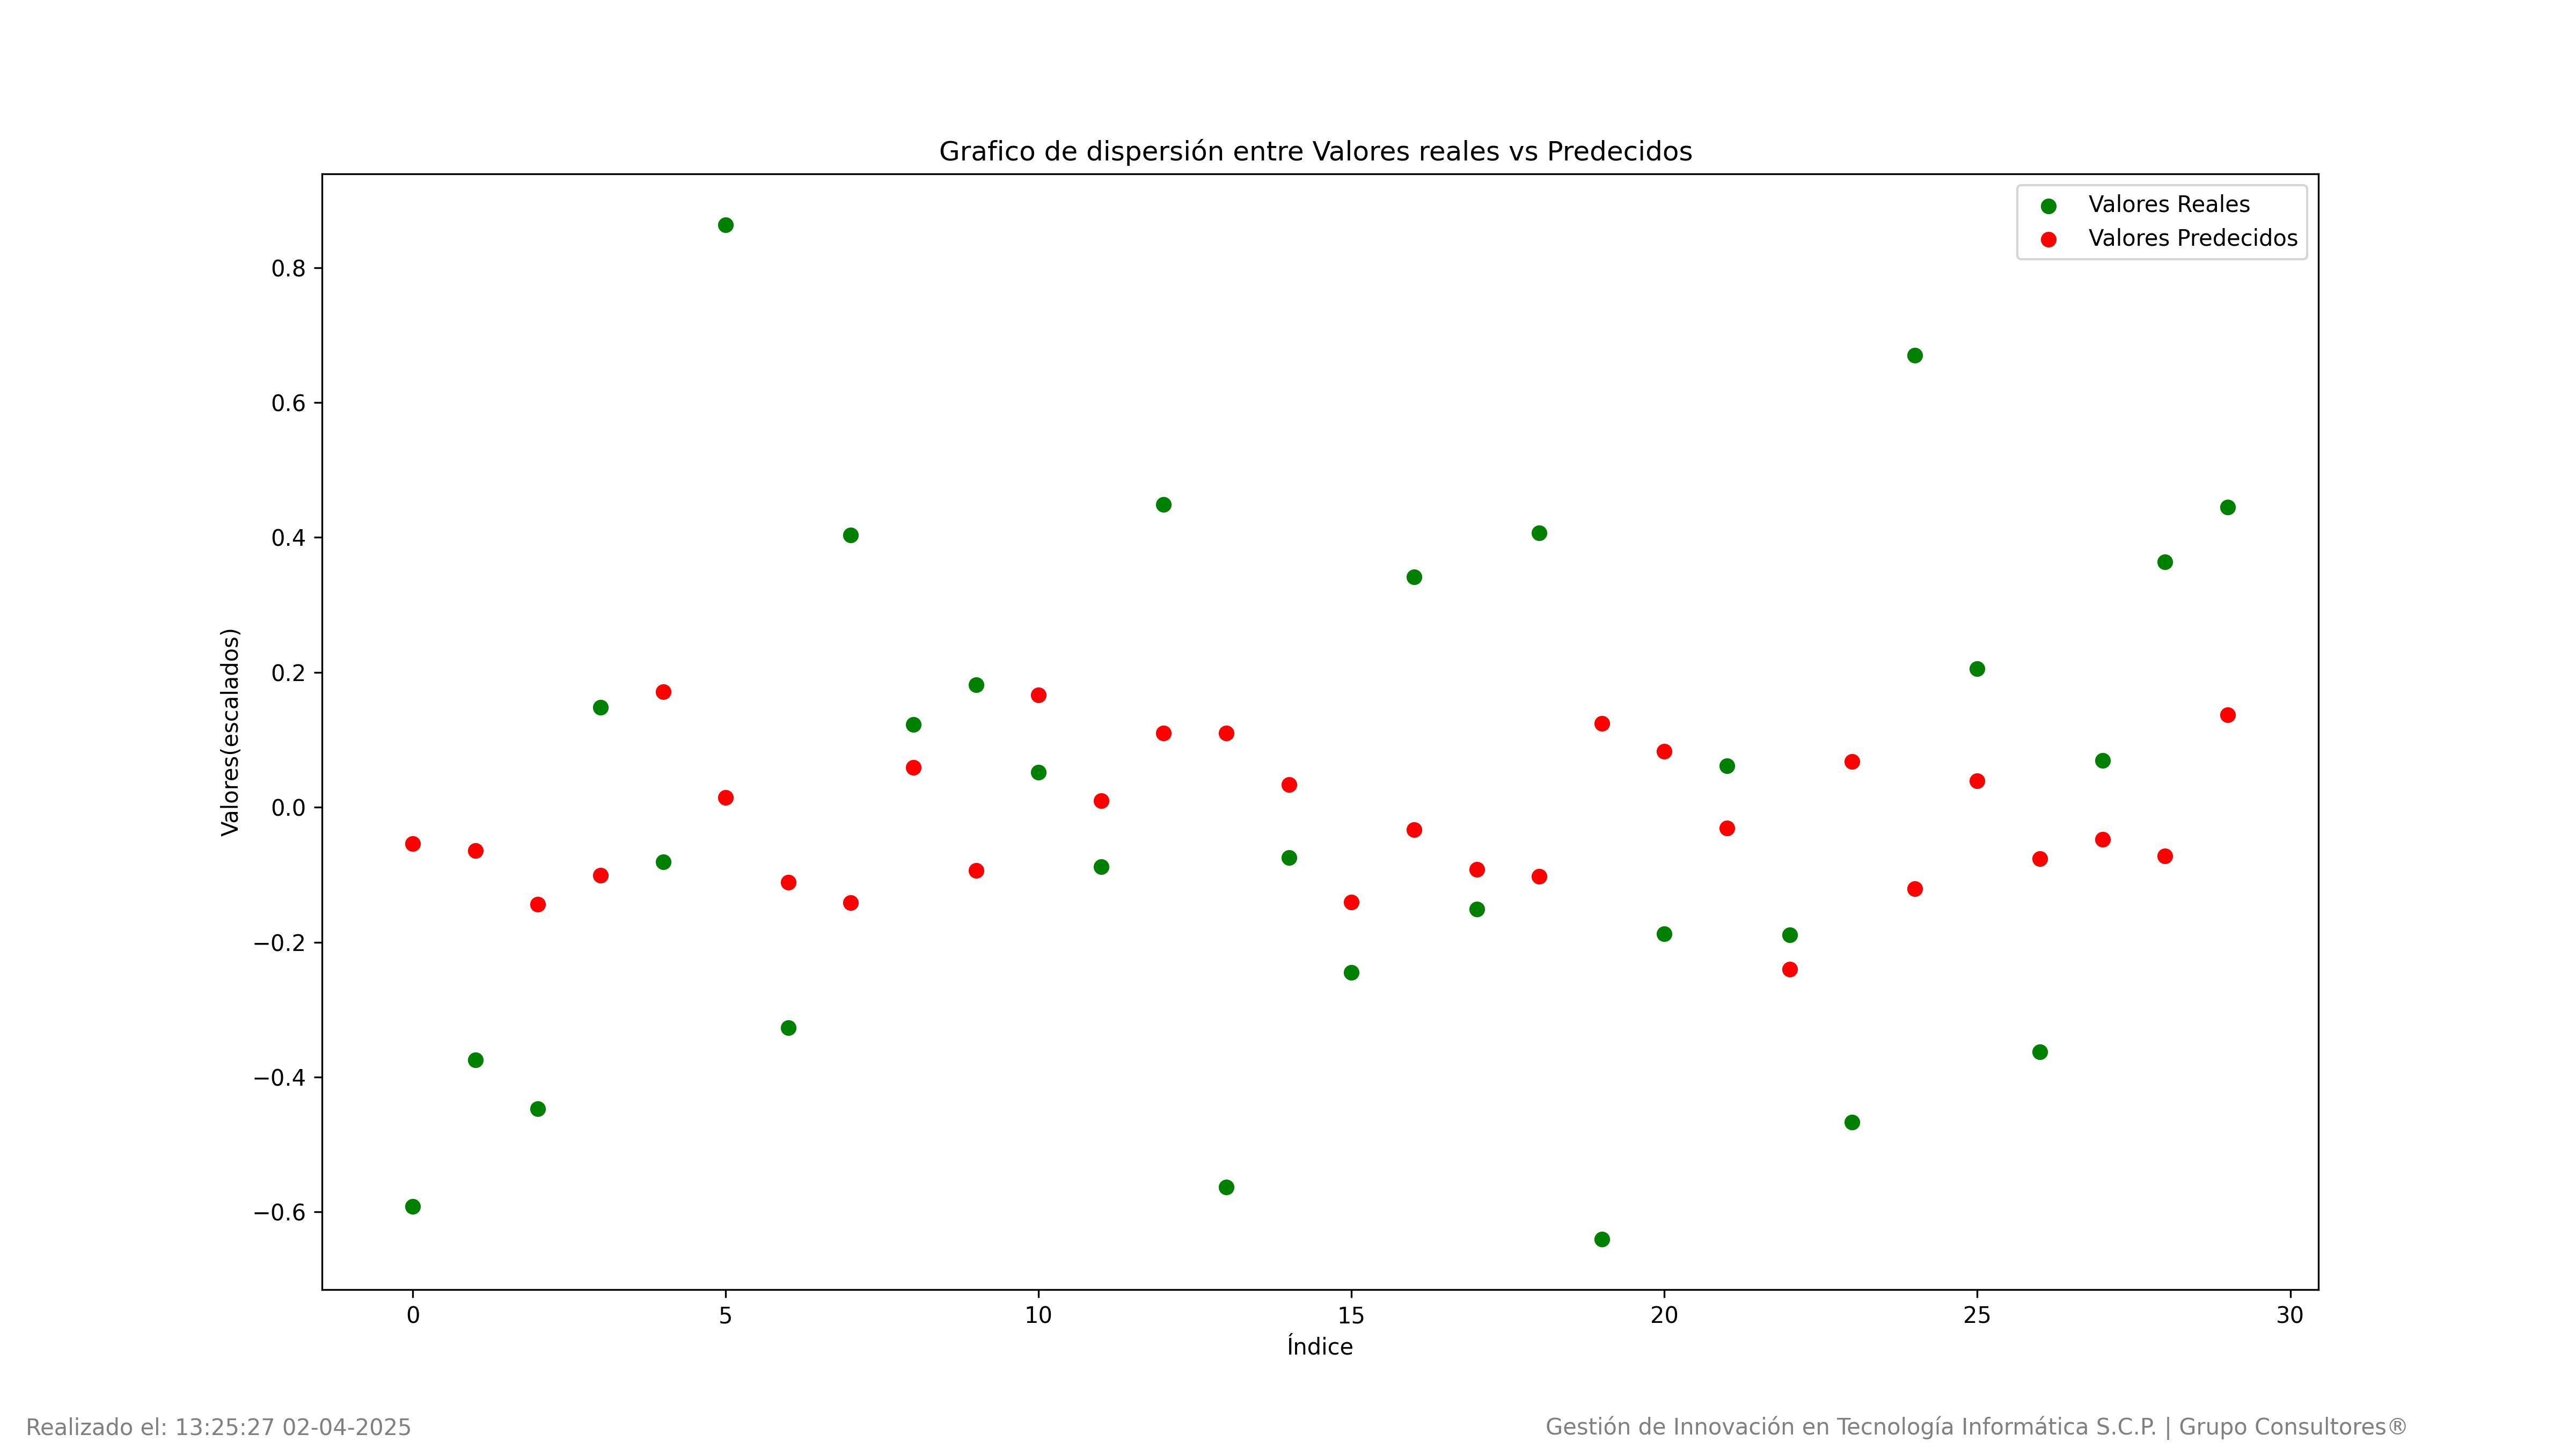 Grafico de dispersión entre Valores reales vs Predecidos
Valores Reales
Valores Predecidos
0.8
0.6
0.4
0.2
0.0
−0.2
−0.4
−0.6
Valores(escalados)
0 5 10 15 20 25 30
Índice
Realizado el: 13:25:27 02-04-2025
Gestión de Innovación en Tecnología Informática S.C.P. | Grupo Consultores®